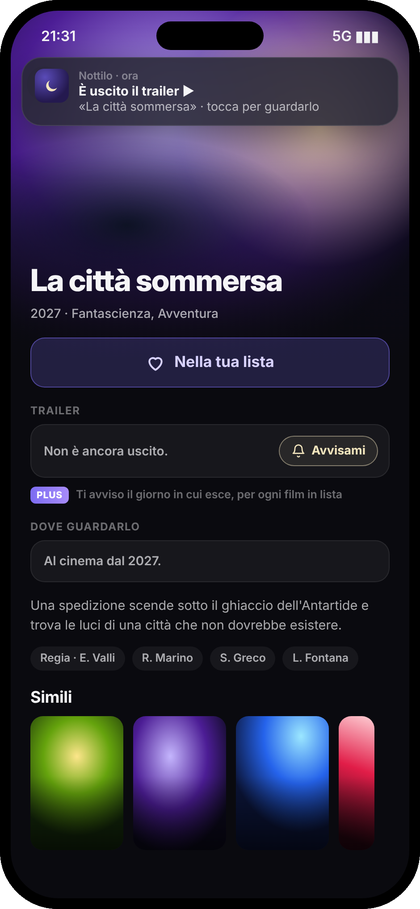 21:31
5G
Nottilo · ora
È uscito il trailer ▶
«La città sommersa» · tocca per guardarlo
La città sommersa
2027 · Fantascienza, Avventura
Nella tua lista
TRAILER
Non è ancora uscito.
Avvisami
PLUS Ti avviso il giorno in cui esce, per ogni film in lista
DOVE GUARDARLO
Al cinema dal 2027.
Una spedizione scende sotto il ghiaccio dell'Antartide e
trova le luci di una città che non dovrebbe esistere.
Regia · E. Valli
R. Marino
S. Greco
L. Fontana
Simili